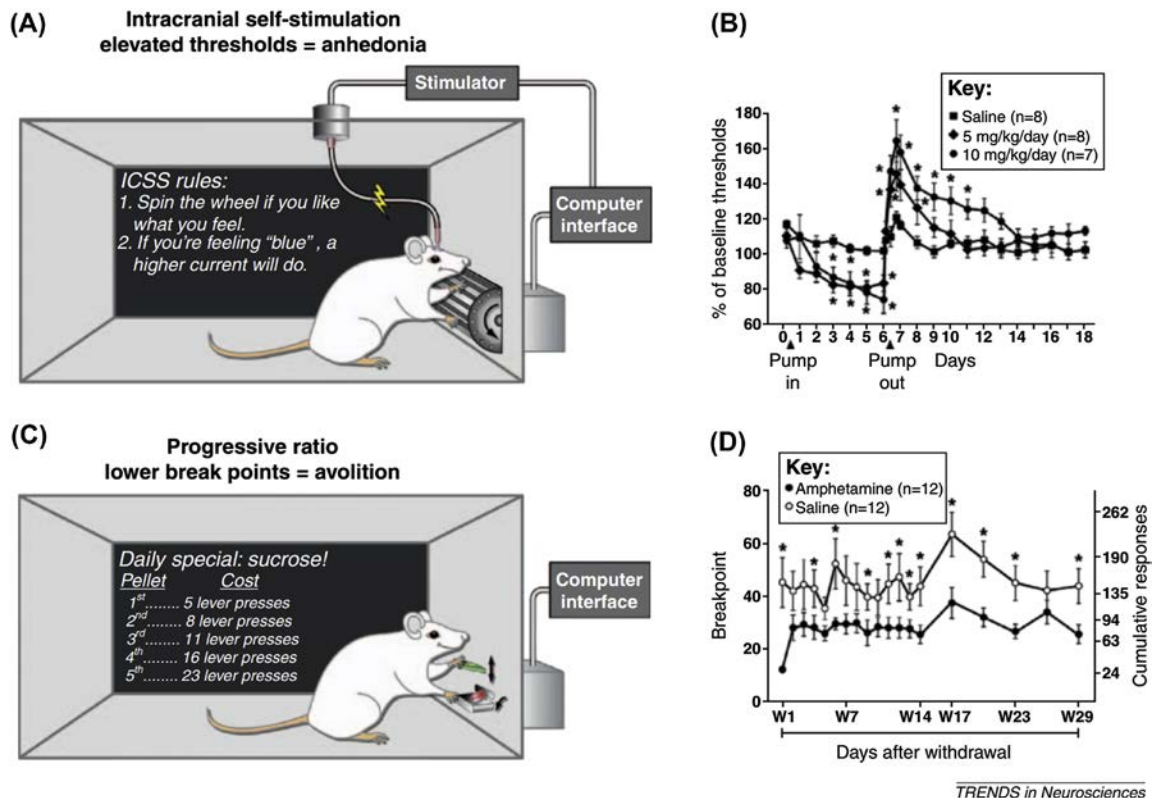 (A)
Intracranial self-stimulation
elevated thresholds = anhedonia
Stimulator
Computer
interface
ICSS rules:
1. Spin the wheel if you like
what you feel.
2. If you're feeling "blue" , a
higher current will do.
(B)
Key:
Saline (n=8)
5 mg/kg/day (n=8)
10 mg/kg/day (n=7)
% of baseline thresholds
180
160
140
120
100
80
60
0 1 2 3 4 5 6 7 8 9 10 12 14 16 18
Pump
in
Pump
out
Days
(C)
Progressive ratio
lower break points = avolition
Daily special: sucrose!
Pellet Cost
1st........ 5 lever presses
2nd........ 8 lever presses
3rd........ 11 lever presses
4th........ 16 lever presses
5th........ 23 lever presses
Computer
interface
(D)
Key:
Amphetamine (n=12)
Saline (n=12)
Breakpoint
80
60
40
20
0
Cumulative responses
262
190
135
94
63
24
W1 W7 W14 W17 W23 W29
Days after withdrawal
TRENDS in Neurosciences